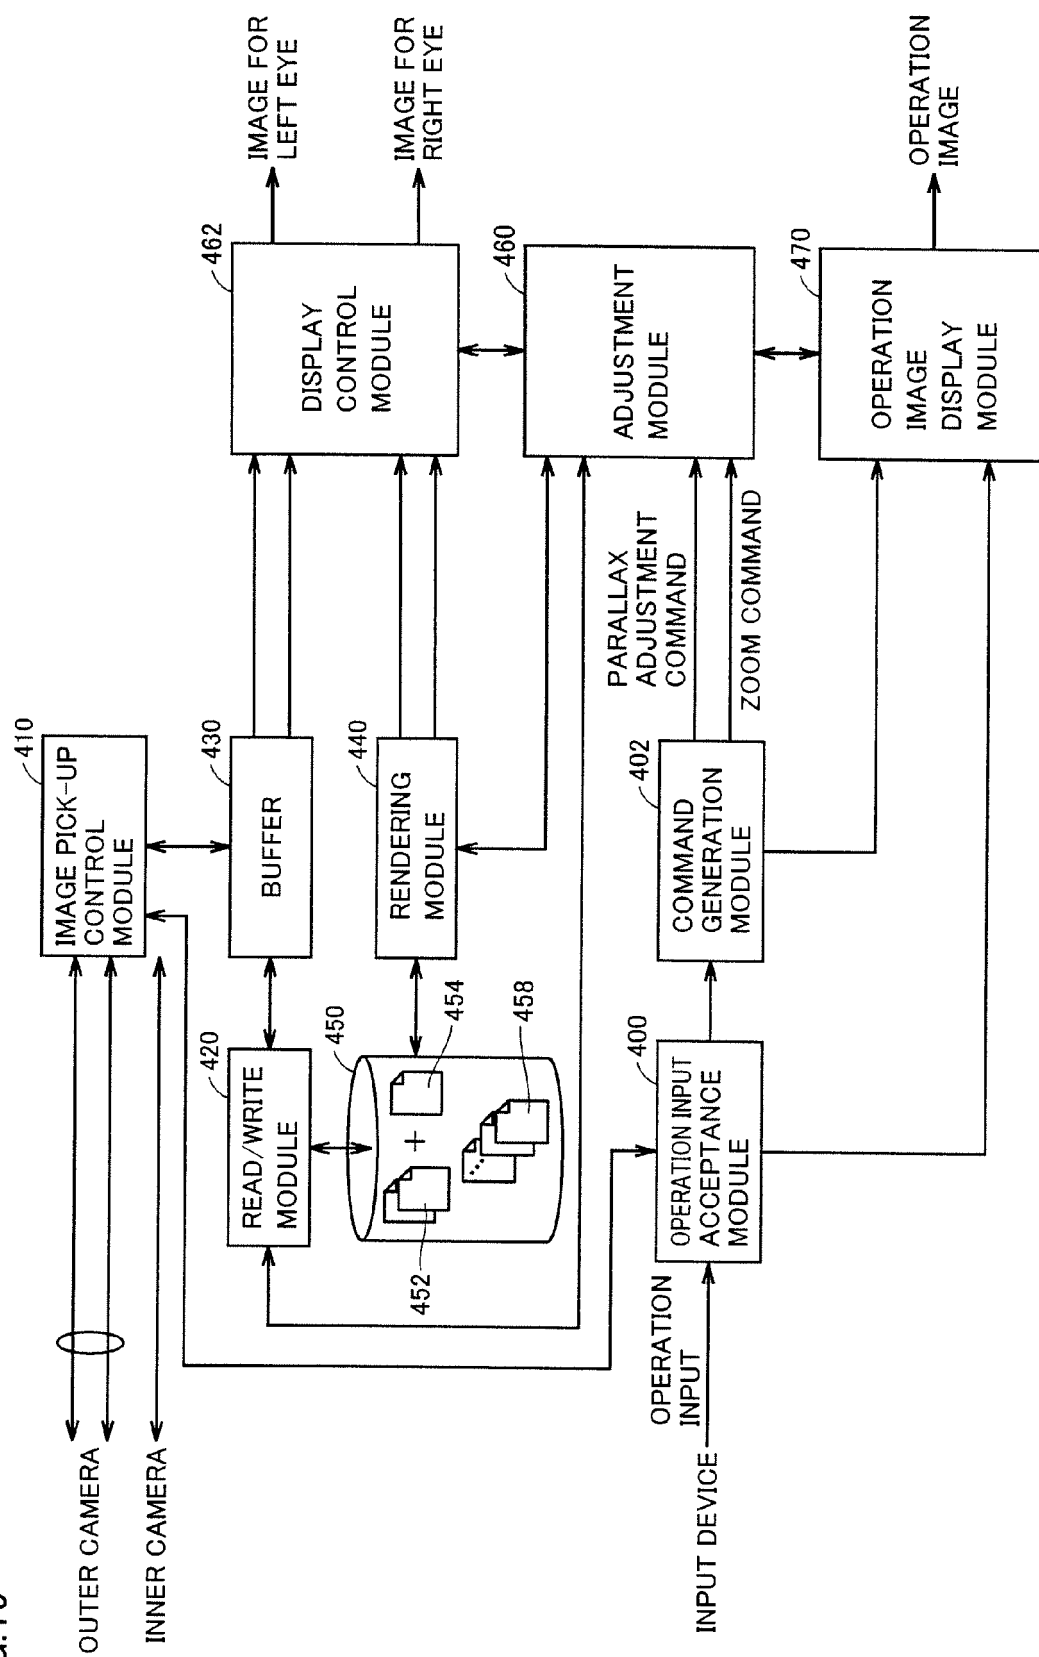 OUTER CAMERA
INNER CAMERA
410
IMAGE PICK-UP
CONTROL
MODULE
420
READ/WRITE
MODULE
430
BUFFER
440
RENDERING
MODULE
450
452
+
454
458
462
DISPLAY
CONTROL
MODULE
IMAGE FOR
LEFT EYE
IMAGE FOR
RIGHT EYE
460
ADJUSTMENT
MODULE
PARALLAX
ADJUSTMENT
COMMAND
ZOOM COMMAND
INPUT DEVICE
OPERATION
INPUT
400
OPERATION INPUT
ACCEPTANCE
MODULE
402
COMMAND
GENERATION
MODULE
470
OPERATION
IMAGE
DISPLAY
MODULE
OPERATION
IMAGE